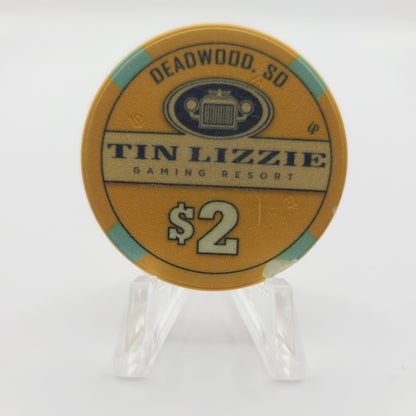 DEADWOOD, SD
TIN LIZZIE
GAMING RESORT
$2